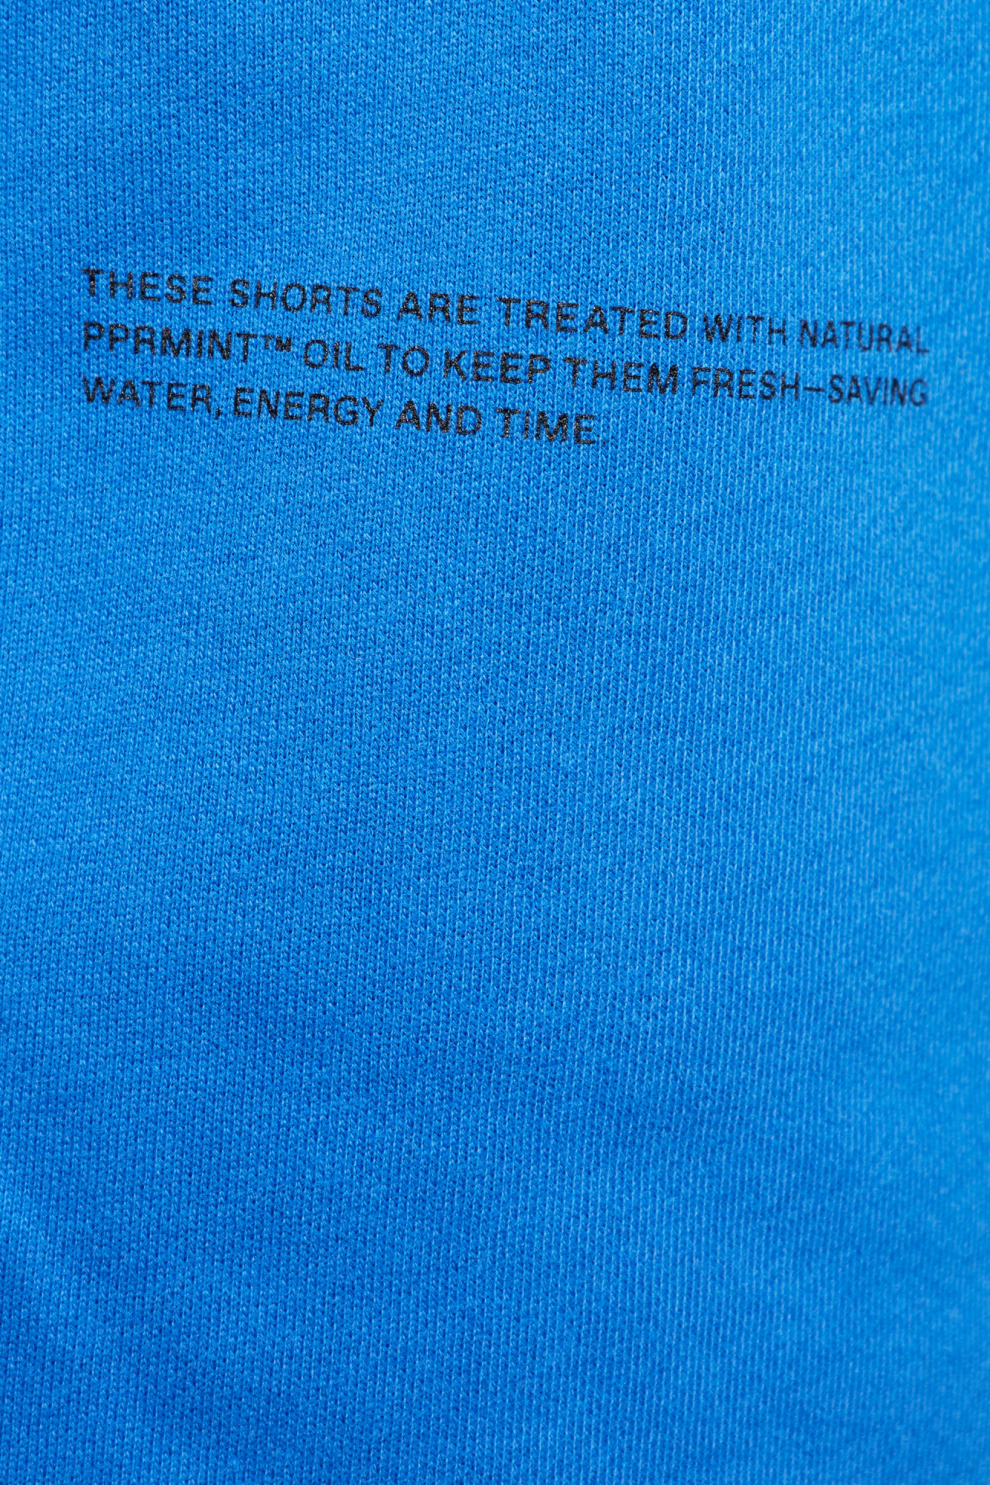 THESE SHORTS ARE TREATED WITH NATURAL
PPRMINT™ OIL TO KEEP THEM FRESH—SAVING
WATER, ENERGY AND TIME.